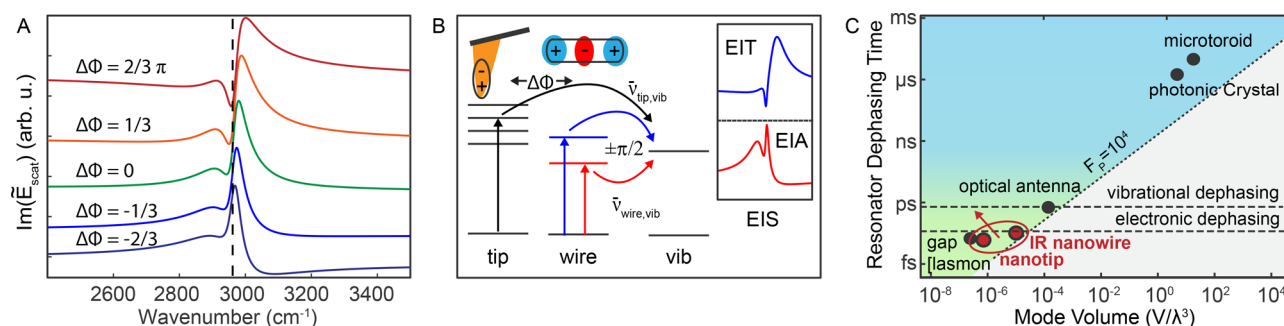 A
Im(Ẽscat) (arb. u.)
ΔΦ = 2/3 π
ΔΦ = 1/3
ΔΦ = 0
ΔΦ = -1/3
ΔΦ = -2/3
2400 2600 2800 3000 3200 3400
Wavenumber (cm⁻¹)
B
- +
+ - +
ΔΦ
ν̄tip,vib
±π/2
ν̄wire,vib
tip wire vib
EIT
EIA
EIS
C
Resonator Dephasing Time
ms
μs
ns
ps
fs
microtoroid
photonic Crystal
FP=10⁴
optical antenna
vibrational dephasing
electronic dephasing
gap
[lasmon
IR nanowire
nanotip
10⁻⁸ 10⁻⁶ 10⁻⁴ 10⁻² 10⁰ 10² 10⁴
Mode Volume (V/λ³)